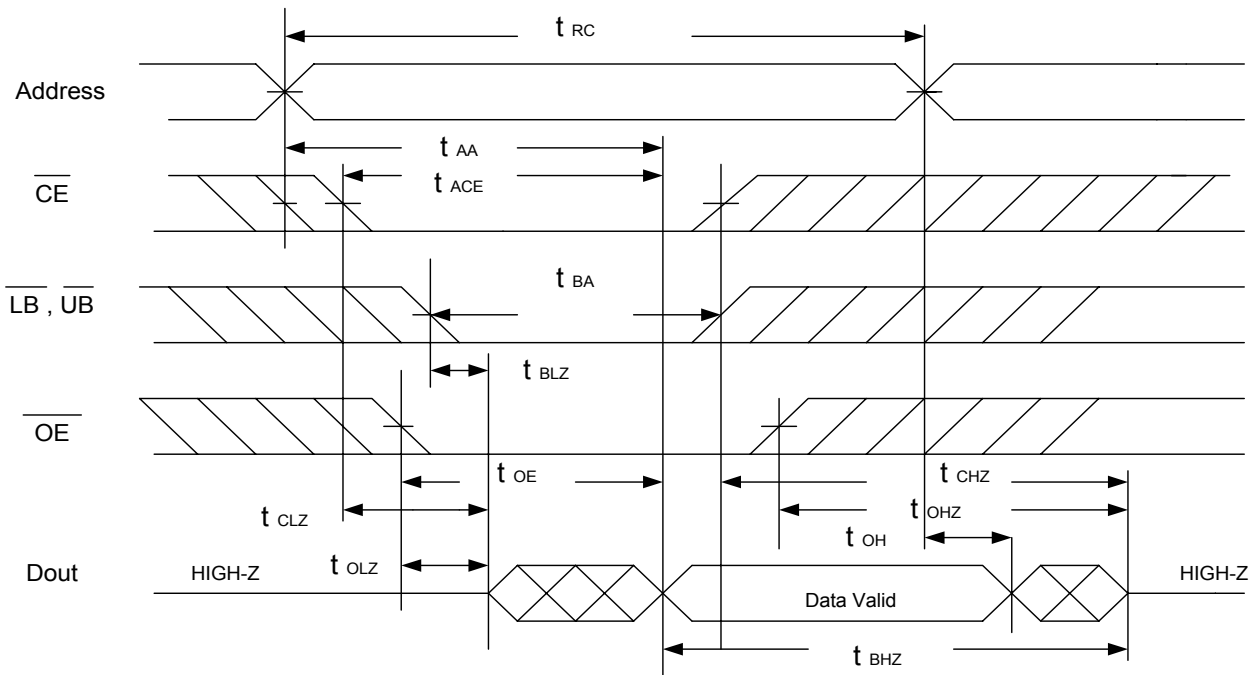 t RC
Address
t AA
CE
t ACE
LB , UB
t BA
t BLZ
OE
t OE
t CHZ
t CLZ
t OHZ
t OH
Dout
HIGH-Z
t OLZ
Data Valid
HIGH-Z
t BHZ